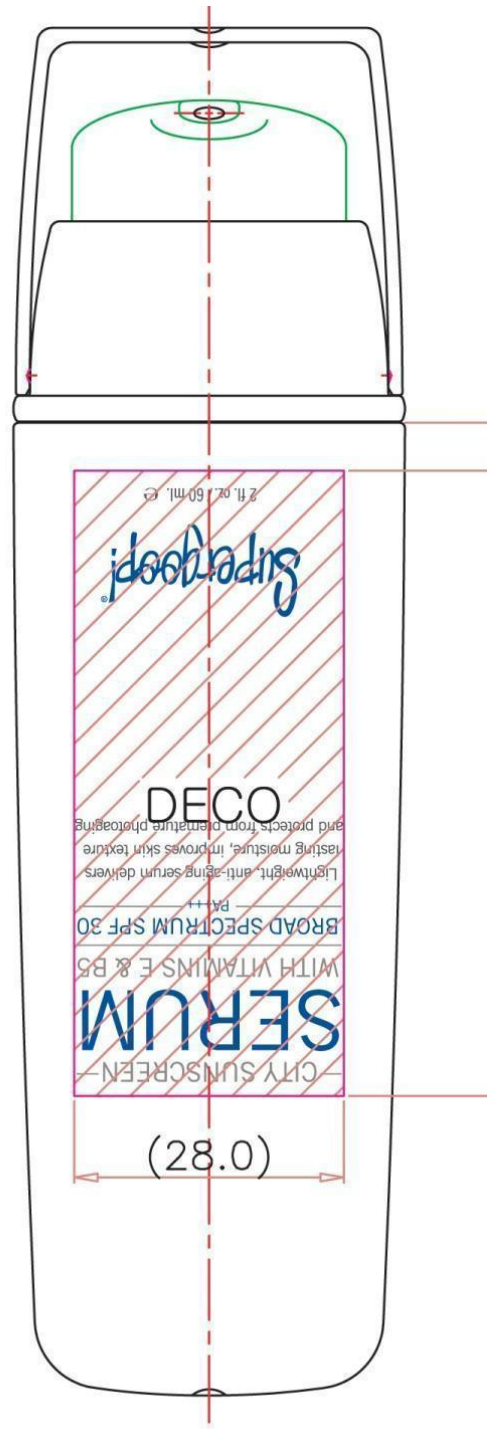 CITY SUNSCREEN
SERUM
WITH VITAMINS E & B5
BROAD SPECTRUM SPF 30
PA+++
Lightweight, anti-aging serum delivers
lasting moisture, improves skin texture
and protects from premature photoaging
DECO
Supergoop!®
2 fl. oz. / 60 ml. ℮
(28.0)